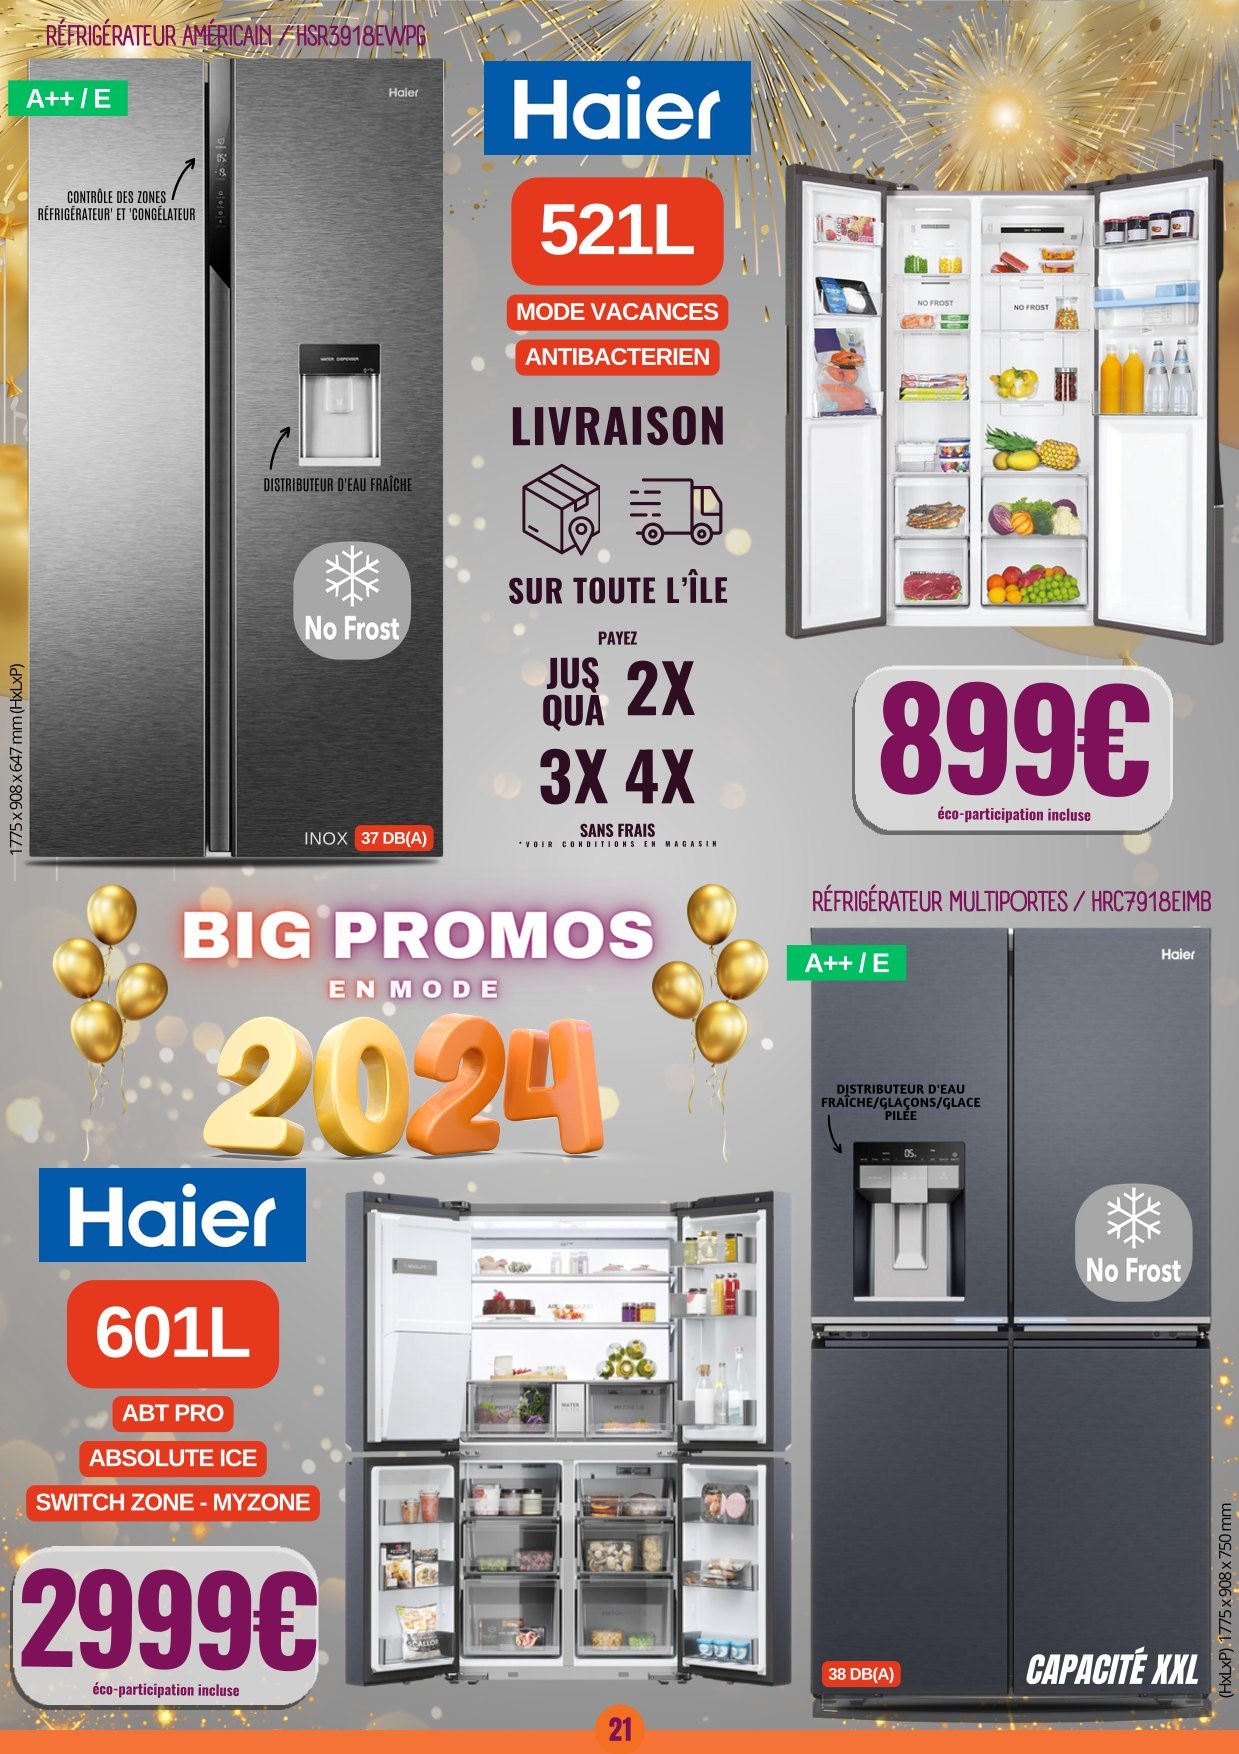 RÉFRIGÉRATEUR AMÉRICAIN / HSR3918EWPG
A++ / E
Haier
CONTRÔLE DES ZONES
RÉFRIGÉRATEUR' ET 'CONGÉLATEUR
WATER DISPENSER
DISTRIBUTEUR D'EAU FRAÎCHE
No Frost
INOX 37 DB(A)
1775 x 908 x 647 mm (HxLxP)
Haier
521L
MODE VACANCES
ANTIBACTERIEN
LIVRAISON
SUR TOUTE L'ÎLE
PAYEZ
JUS 2X
QUA
3X 4X
SANS FRAIS
*VOIR CONDITIONS EN MAGASIN
NO FROST
NO FROST
899€
éco-participation incluse
BIG PROMOS
EN MODE
2024
RÉFRIGÉRATEUR MULTIPORTES / HRC7918EIMB
A++ / E
Haier
DISTRIBUTEUR D'EAU
FRAÎCHE/GLAÇONS/GLACE
PILÉE
No Frost
38 DB(A)
CAPACITÉ XXL
(HxLxP) 1775 x 908 x 750 mm
Haier
601L
ABT PRO
ABSOLUTE ICE
SWITCH ZONE - MYZONE
2999€
éco-participation incluse
21